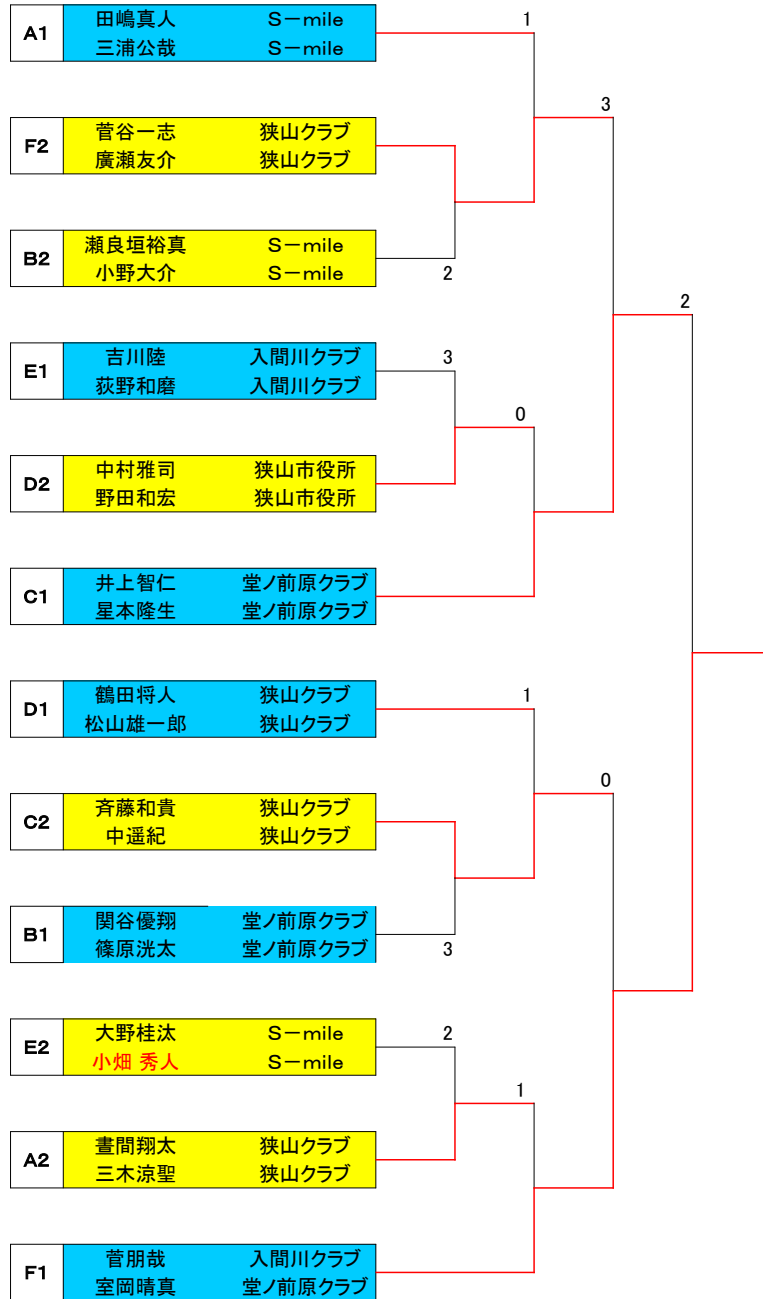 1
A1 田嶋真人 S－mile
三浦公哉 S－mile
3
F2 菅谷一志 狭山クラブ
廣瀬友介 狭山クラブ
B2 瀬良垣裕真 S－mile
小野大介 S－mile
2
2
E1 吉川陸 入間川クラブ
荻野和磨 入間川クラブ
3
0
D2 中村雅司 狭山市役所
野田和宏 狭山市役所
C1 井上智仁 堂ノ前原クラブ
星本隆生 堂ノ前原クラブ
D1 鶴田将人 狭山クラブ
松山雄一郎 狭山クラブ
1
0
C2 斉藤和貴 狭山クラブ
中遥紀 狭山クラブ
B1 関谷優翔 堂ノ前原クラブ
篠原洸太 堂ノ前原クラブ
3
E2 大野桂汰 S－mile
小畑 秀人 S－mile
2
1
A2 晝間翔太 狭山クラブ
三木涼聖 狭山クラブ
F1 菅朋哉 入間川クラブ
室岡晴真 堂ノ前原クラブ